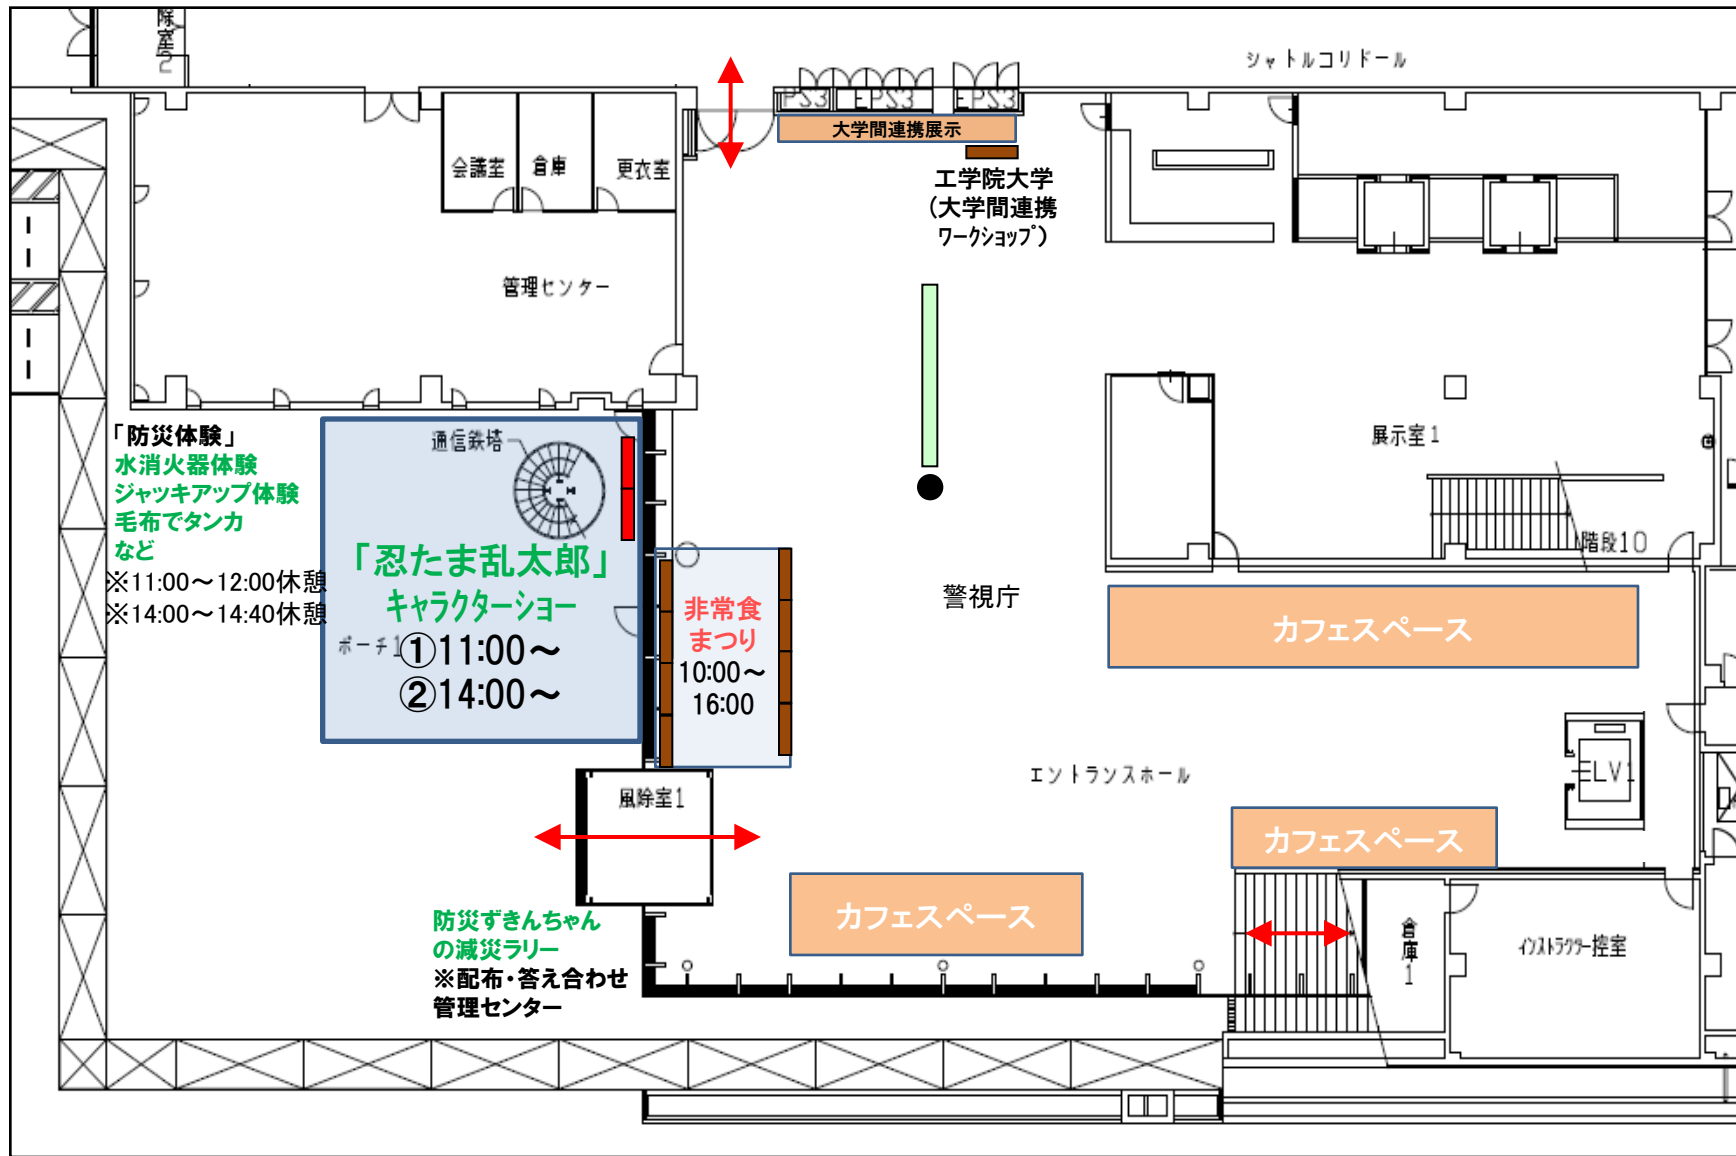 除室2
シャトルコリドール
PS3
EPS3
EPS3
大学間連携展示
会議室
倉庫
更衣室
工学院大学
(大学間連携
ワークショップ)
管理センター
「防災体験」
水消火器体験
ジャッキアップ体験
毛布でタンカ
など
※11:00～12:00休憩
※14:00～14:40休憩
通信鉄塔
「忍たま乱太郎」
キャラクターショー
①11:00～
②14:00～
ポーチ1
非常食
まつり
10:00～
16:00
警視庁
展示室1
階段10
カフェスペース
エントランスホール
ELV1
風除室1
カフェスペース
カフェスペース
防災ずきんちゃん
の減災ラリー
※配布・答え合わせ
管理センター
倉庫1
インストラクター控室